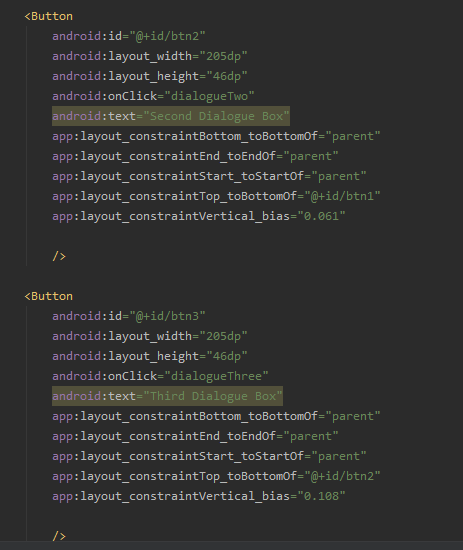 <Button
android:id="@+id/btn2"
android:layout_width="205dp"
android:layout_height="46dp"
android:onClick="dialogueTwo"
android:text="Second Dialogue Box"
app:layout_constraintBottom_toBottomOf="parent"
app:layout_constraintEnd_toEndOf="parent"
app:layout_constraintStart_toStartOf="parent"
app:layout_constraintTop_toBottomOf="@+id/btn1"
app:layout_constraintVertical_bias="0.061"
/>
<Button
android:id="@+id/btn3"
android:layout_width="205dp"
android:layout_height="46dp"
android:onClick="dialogueThree"
android:text="Third Dialogue Box"
app:layout_constraintBottom_toBottomOf="parent"
app:layout_constraintEnd_toEndOf="parent"
app:layout_constraintStart_toStartOf="parent"
app:layout_constraintTop_toBottomOf="@+id/btn2"
app:layout_constraintVertical_bias="0.108"
/>